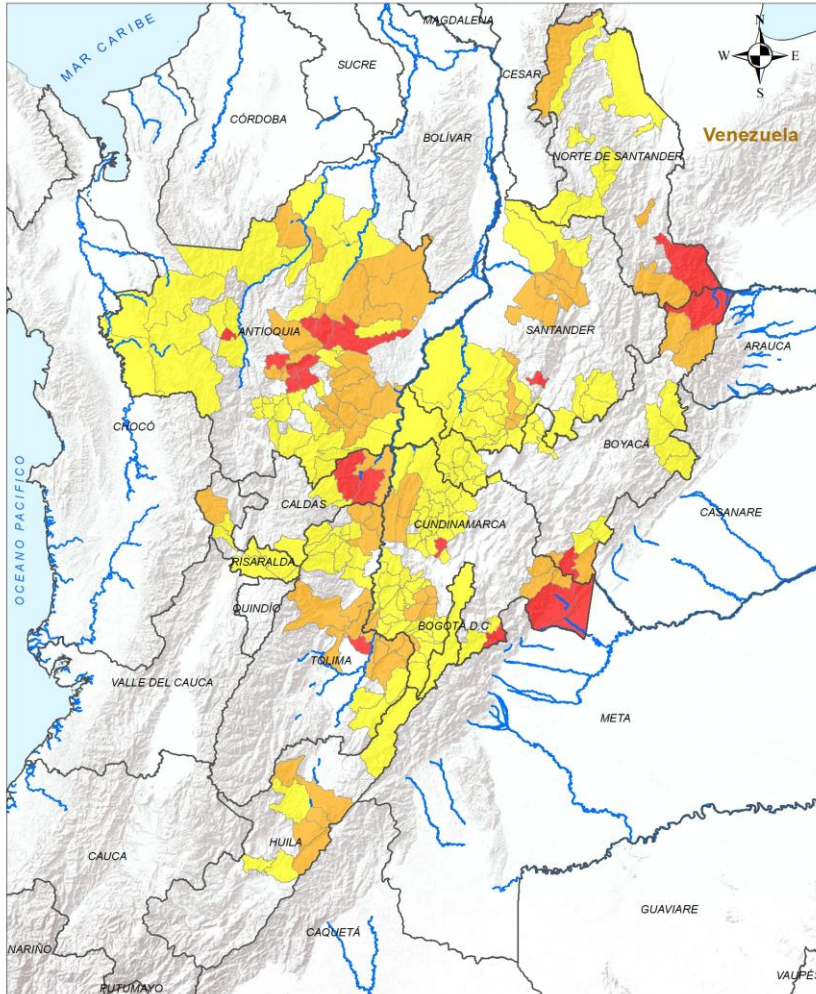 MAGDALENA
N
MAR CARIBE
SUCRE
CESAR
W
E
S
CÓRDOBA
BOLÍVAR
Venezuela
NORTE DE SANTANDER
ANTIOQUIA
SANTANDER
ARAUCA
CHOCÓ
BOYACÁ
OCEANO PACIFICO
CALDAS
CUNDINAMARCA
CASANARE
RISARALDA
QUINDÍO
BOGOTÁ, D.C.
TOLIMA
VALLE DEL CAUCA
META
HUILA
CAUCA
GUAVIARE
CAQUETÁ
NARIÑO
PUTUMAYO
VAUPÉS